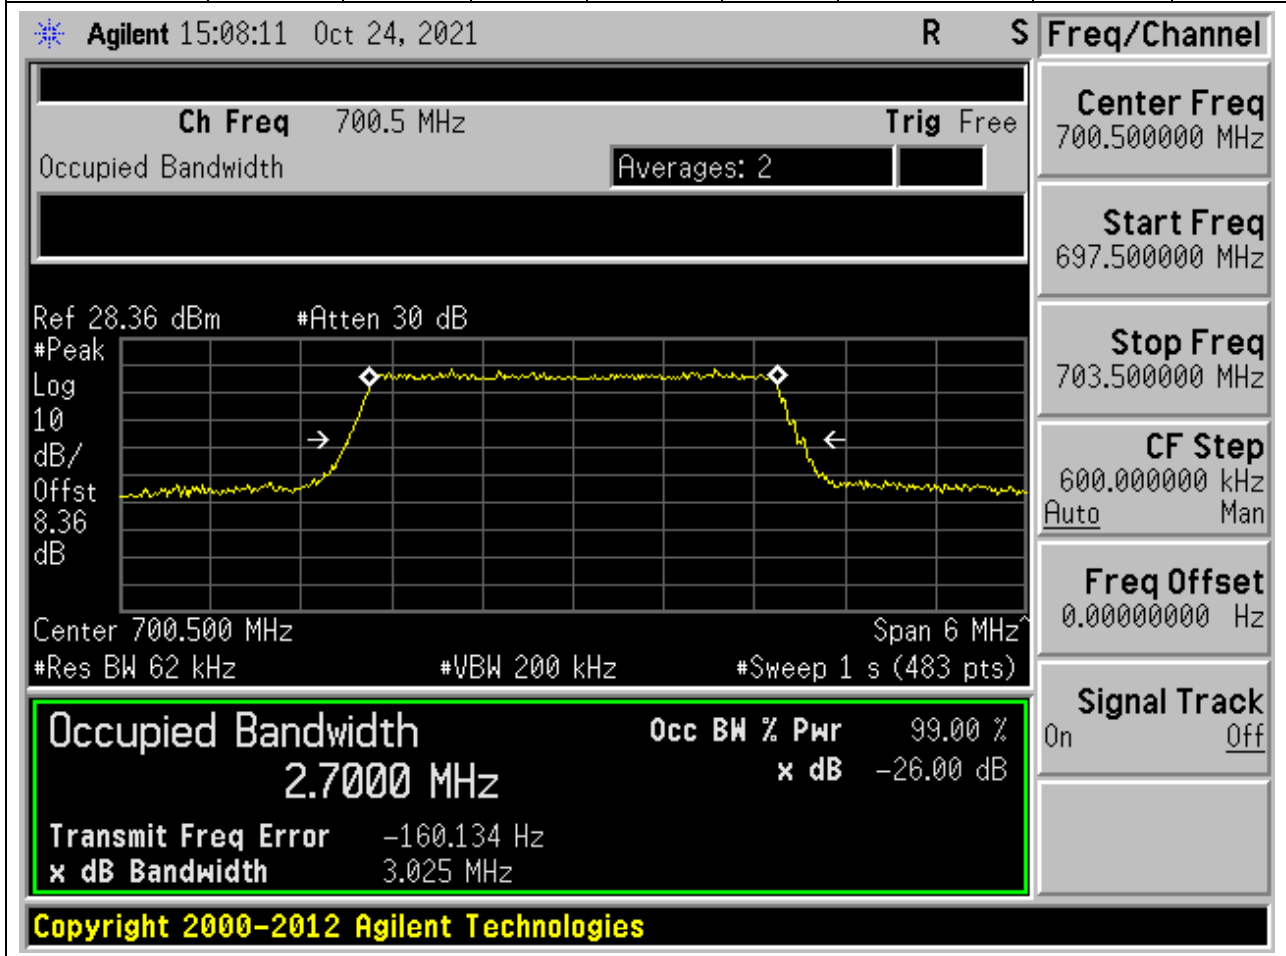 Agilent 15:08:11 Oct 24, 2021 R S Freq/Channel
Ch Freq 700.5 MHz Trig Free
Occupied Bandwidth Averages: 2
Center Freq
700.500000 MHz
Start Freq
697.500000 MHz
Stop Freq
703.500000 MHz
CF Step
600.000000 kHz
Auto Man
Freq Offset
0.00000000 Hz
Signal Track
On Off
Ref 28.36 dBm #Atten 30 dB
#Peak
Log
10
dB/
Offst
8.36
dB
Center 700.500 MHz Span 6 MHz^
#Res BW 62 kHz #VBW 200 kHz #Sweep 1 s (483 pts)
Occupied Bandwidth Occ BW % Pwr 99.00 %
2.7000 MHz x dB -26.00 dB
Transmit Freq Error -160.134 Hz
x dB Bandwidth 3.025 MHz
Copyright 2000-2012 Agilent Technologies